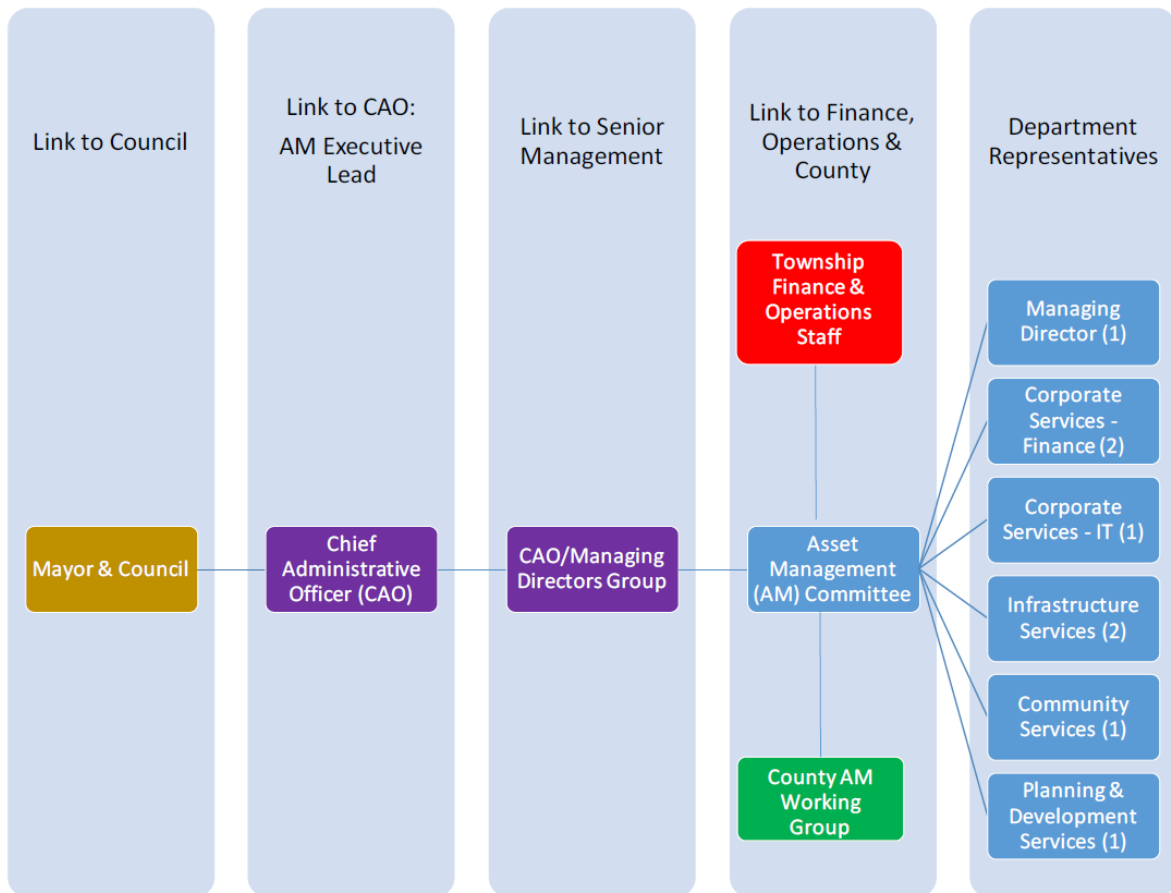 Link to Council
Link to CAO:
AM Executive
Lead
Link to Senior
Management
Link to Finance,
Operations &
County
Department
Representatives
Mayor & Council
Chief
Administrative
Officer (CAO)
CAO/Managing
Directors Group
Township
Finance &
Operations
Staff
Asset
Management
(AM) Committee
County AM
Working
Group
Managing
Director (1)
Corporate
Services -
Finance (2)
Corporate
Services - IT (1)
Infrastructure
Services (2)
Community
Services (1)
Planning &
Development
Services (1)